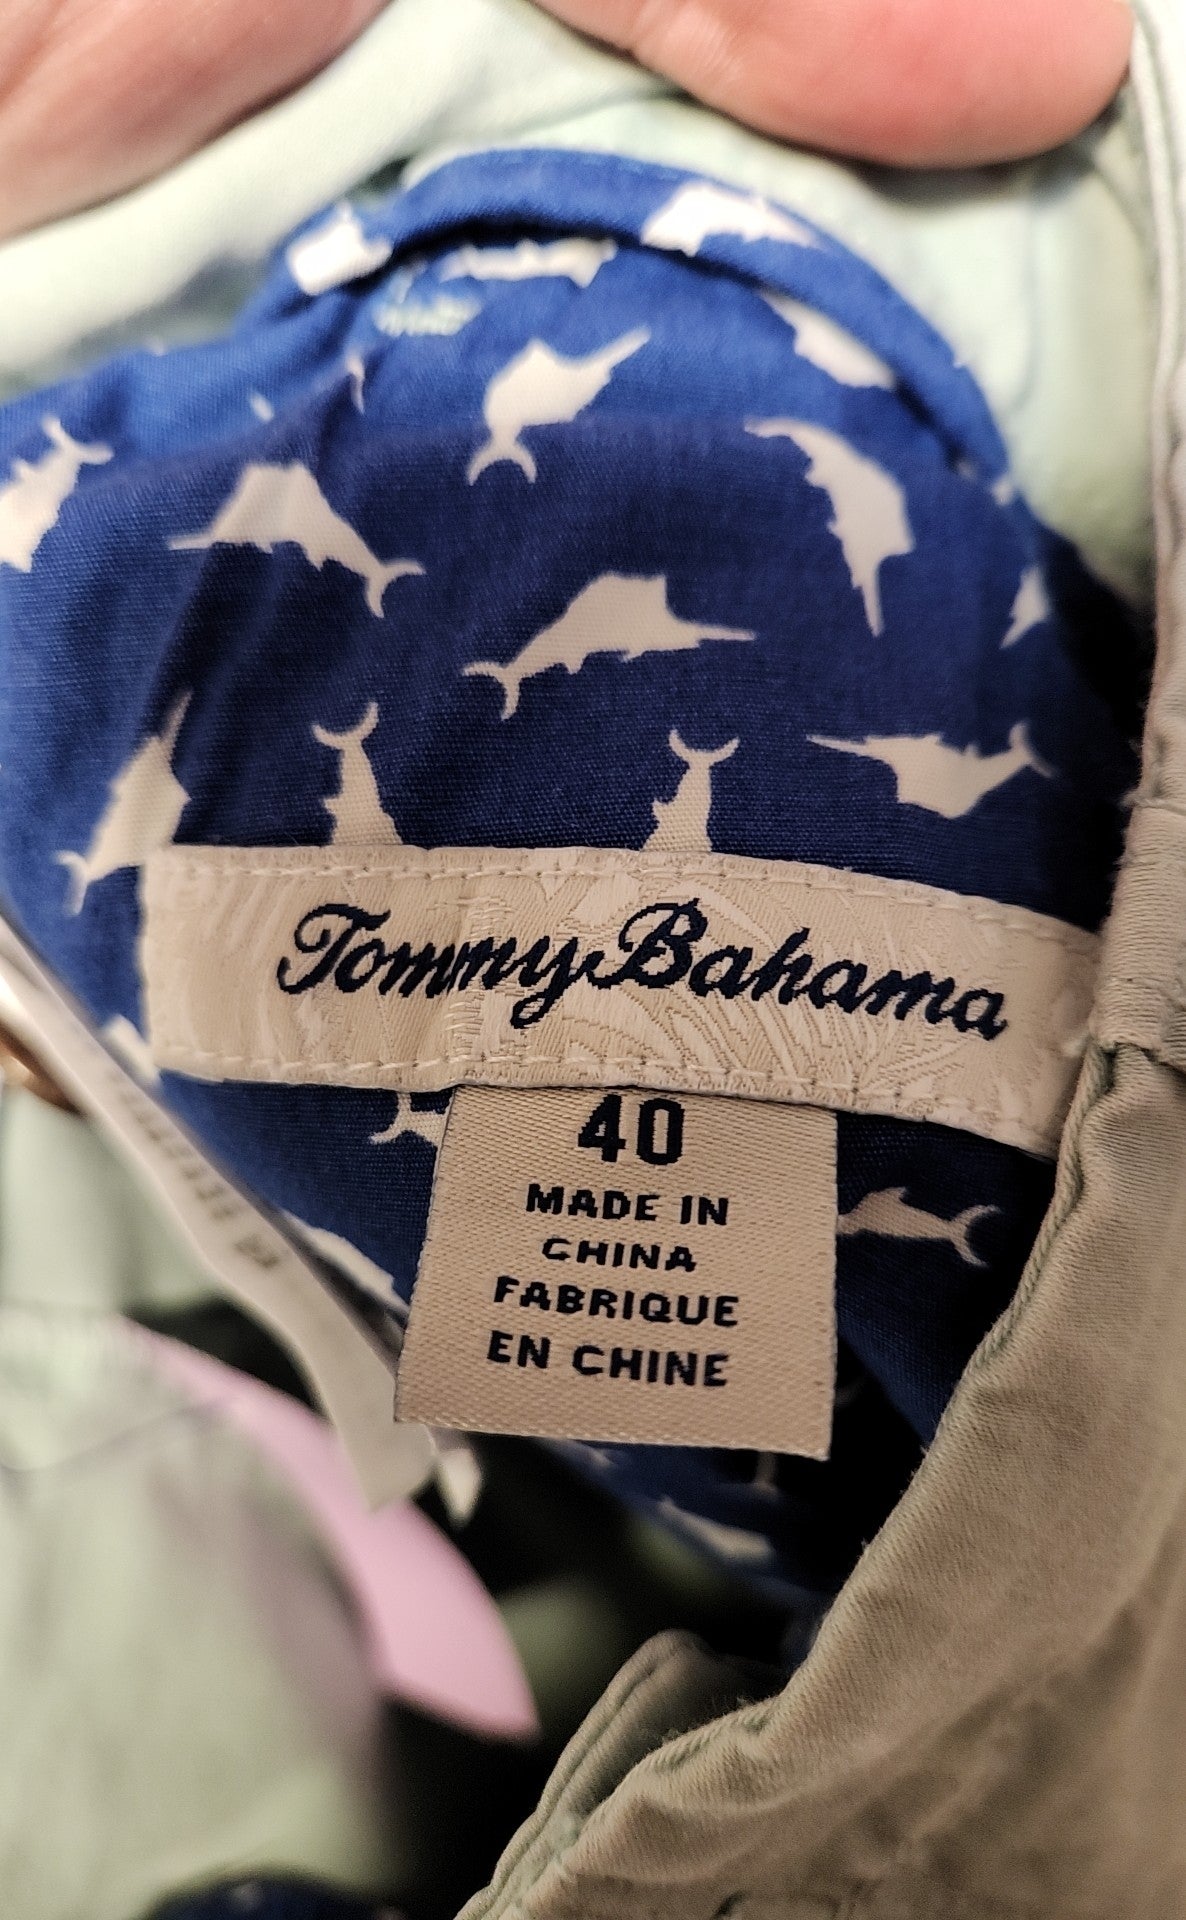 Tommy Bahama
40
MADE IN
CHINA
FABRIQUE
EN CHINE